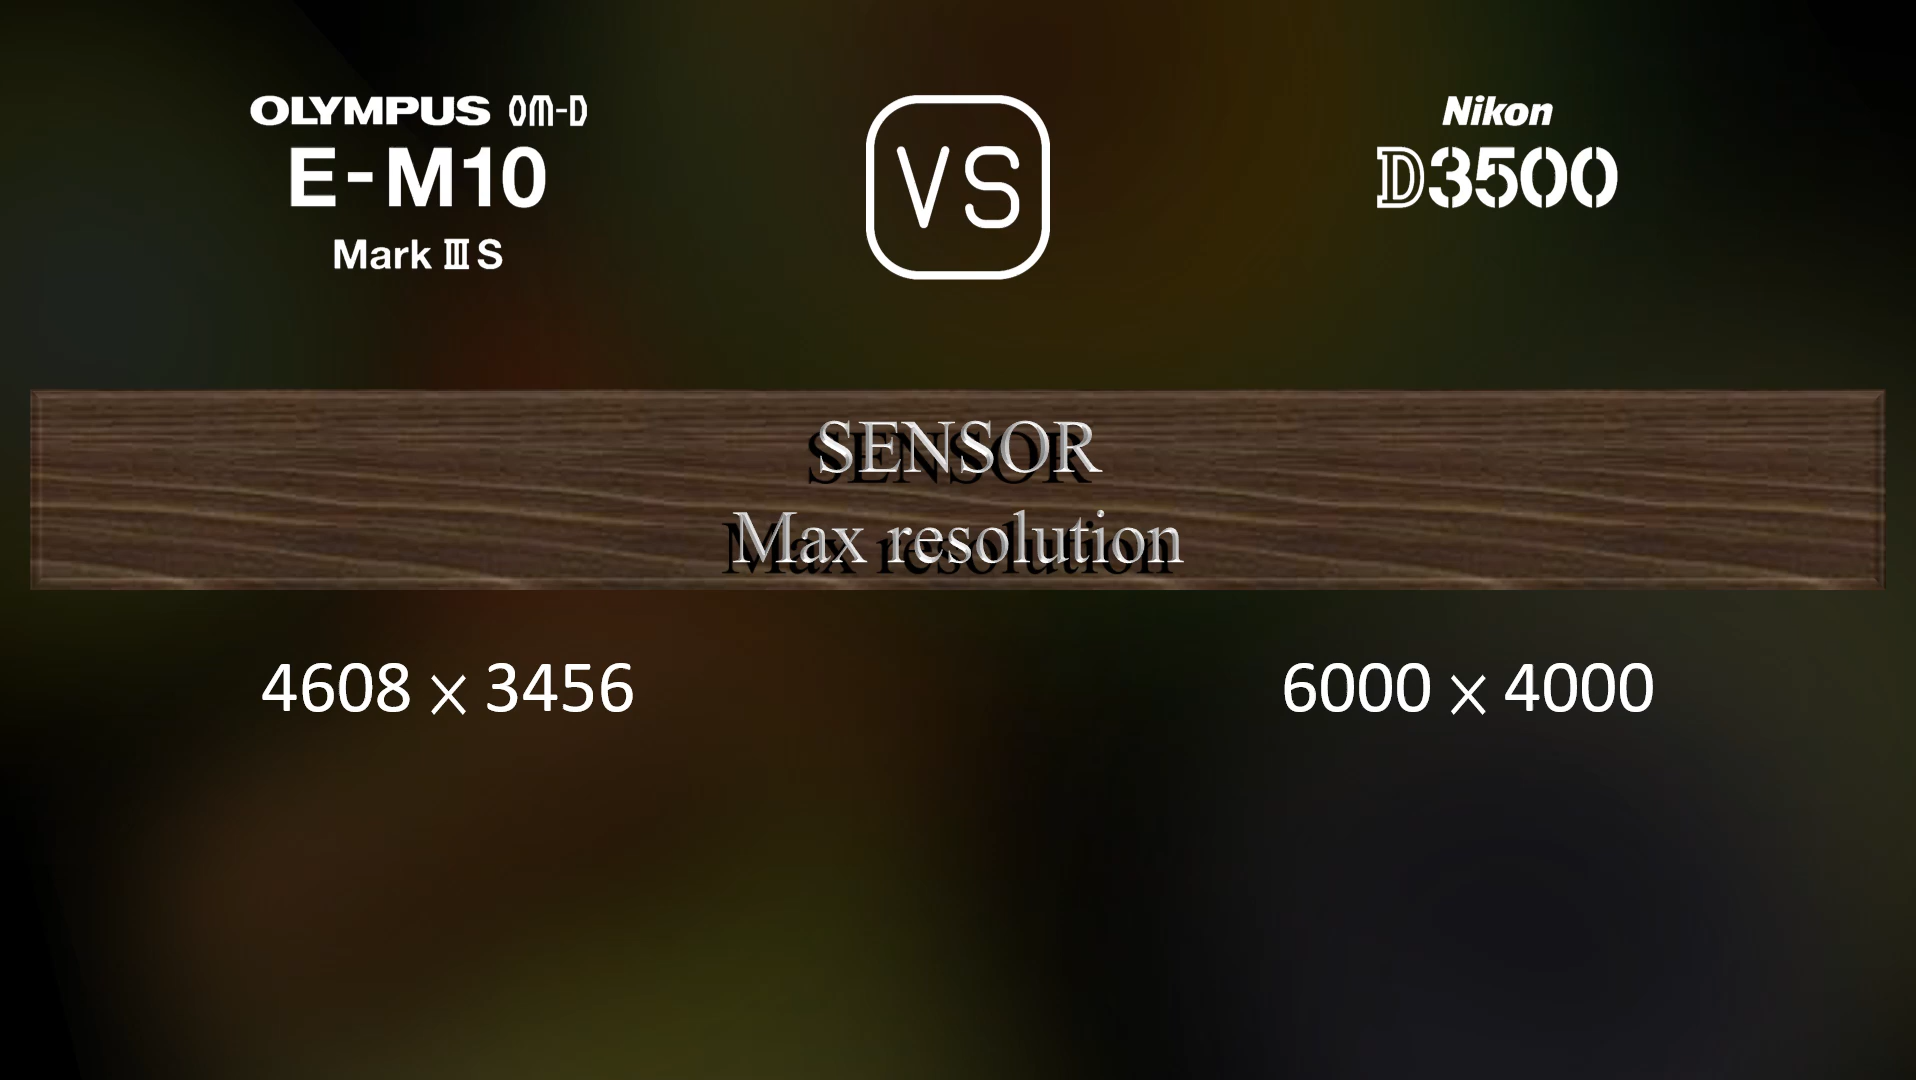 OLYMPUS OM-D
E-M10
Mark III S
VS
Nikon
D3500
SENSOR
Max resolution
4608 x 3456
6000 x 4000